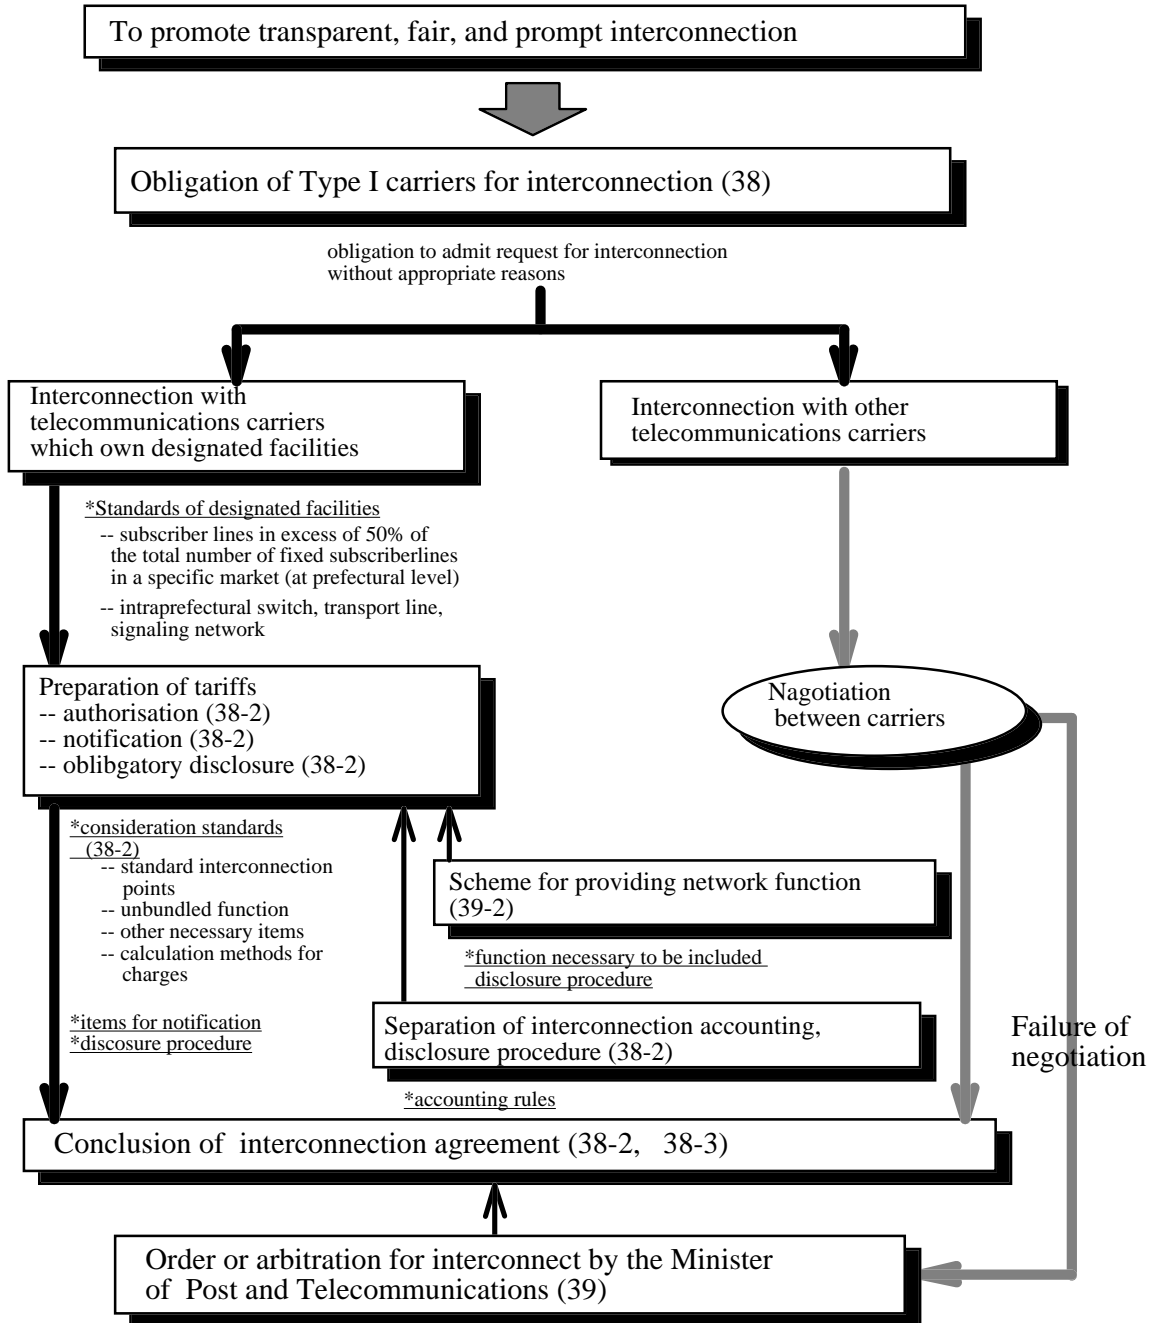 To promote transparent, fair, and prompt interconnection
Obligation of Type I carriers for interconnection (38)
obligation to admit request for interconnection
without appropriate reasons
Interconnection with
telecommunications carriers
which own designated facilities
Interconnection with other
telecommunications carriers
*Standards of designated facilities
-- subscriber lines in excess of 50% of
the total number of fixed subscriberlines
in a specific market (at prefectural level)
-- intraprefectural switch, transport line,
signaling network
Preparation of tariffs
-- authorisation (38-2)
-- notification (38-2)
-- oblibgatory disclosure (38-2)
Nagotiation
between carriers
*consideration standards
(38-2)
-- standard interconnection
points
-- unbundled function
-- other necessary items
-- calculation methods for
charges
Scheme for providing network function
(39-2)
*function necessary to be included
disclosure procedure
*items for notification
*discosure procedure
Separation of interconnection accounting,
disclosure procedure (38-2)
*accounting rules
Failure of
negotiation
Conclusion of interconnection agreement (38-2, 38-3)
Order or arbitration for interconnect by the Minister
of Post and Telecommunications (39)